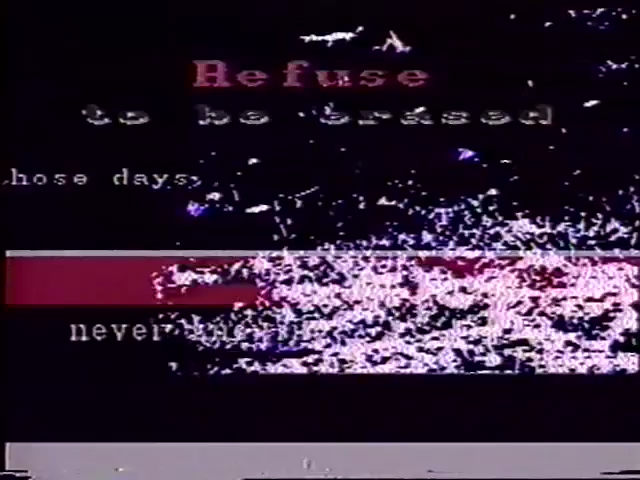 Refuse
to be erased
hose days,
never